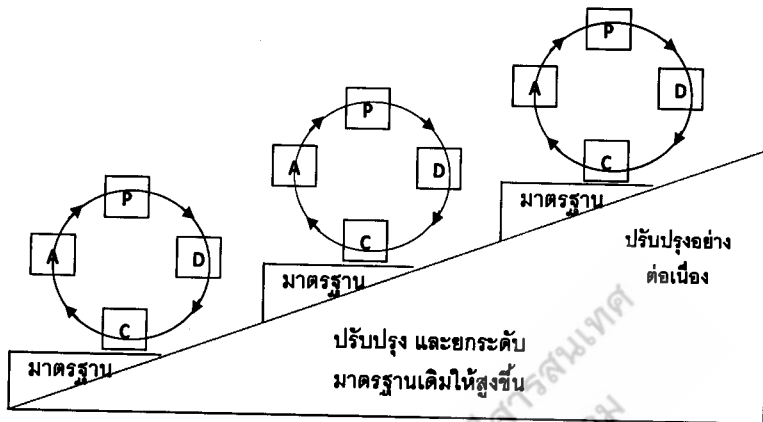 P
A
D
C
มาตรฐาน
P
A
D
C
มาตรฐาน
P
A
D
C
มาตรฐาน
ปรับปรุงอย่าง
ต่อเนื่อง
ปรับปรุง และยกระดับ
มาตรฐานเดิมให้สูงขึ้น